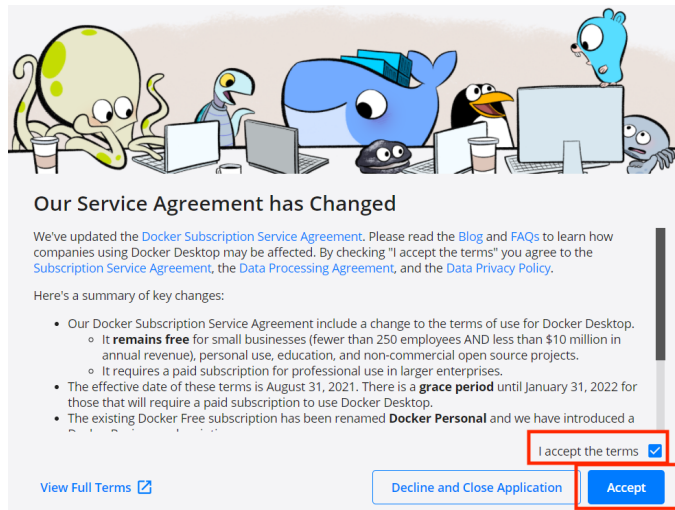 Our Service Agreement has Changed
We've updated the Docker Subscription Service Agreement. Please read the Blog and FAQs to learn how
companies using Docker Desktop may be affected. By checking "I accept the terms" you agree to the
Subscription Service Agreement, the Data Processing Agreement, and the Data Privacy Policy.
Here's a summary of key changes:
• Our Docker Subscription Service Agreement include a change to the terms of use for Docker Desktop.
◦ It remains free for small businesses (fewer than 250 employees AND less than $10 million in
annual revenue), personal use, education, and non-commercial open source projects.
◦ It requires a paid subscription for professional use in larger enterprises.
• The effective date of these terms is August 31, 2021. There is a grace period until January 31, 2022 for
those that will require a paid subscription to use Docker Desktop.
• The existing Docker Free subscription has been renamed Docker Personal and we have introduced a
I accept the terms
View Full Terms
Decline and Close Application
Accept